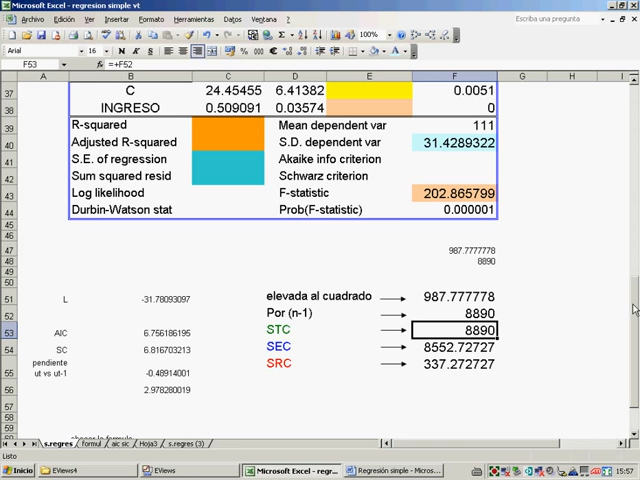 Microsoft Excel - regresion simple vt
Archivo Edición Ver Insertar Formato Herramientas Datos Ventana ?
Escriba una pregunta
100%
Arial 16 N K S
F53 =+F52
A B C D E F G H I
37 C 24.45455 6.41382 0.0051
38 INGRESO 0.509091 0.03574 0
39 R-squared Mean dependent var 111
40 Adjusted R-squared S.D. dependent var 31.4289322
41 S.E. of regression Akaike info criterion
42 Sum squared resid Schwarz criterion
43 Log likelihood F-statistic 202.865799
44 Durbin-Watson stat Prob(F-statistic) 0.000001
45
46
47 987.7777778
48 8890
49
50
51 L -31.78093097 elevada al cuadrado 987.777778
52 Por (n-1) 8890
53 AIC 6.756186195 STC 8890
54 SC 6.816703213 SEC 8552.72727
pendiente
55 ut vs ut-1 -0.48914001 SRC 337.272727
56 2.978280019
57
58
s.regres formul aic sic Hoja3 s.regres (3)
Listo
Inicio EViews4 EViews Microsoft Excel - regr... Regresión simple - Micros... 15:57